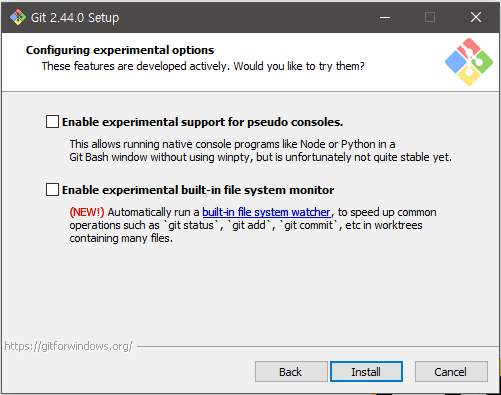 Git 2.44.0 Setup
Configuring experimental options
These features are developed actively. Would you like to try them?
Enable experimental support for pseudo consoles.
This allows running native console programs like Node or Python in a
Git Bash window without using winpty, but is unfortunately not quite stable yet.
Enable experimental built-in file system monitor
(NEW!) Automatically run a built-in file system watcher, to speed up common
operations such as `git status`, `git add`, `git commit`, etc in worktrees
containing many files.
https://gitforwindows.org/
Back Install Cancel